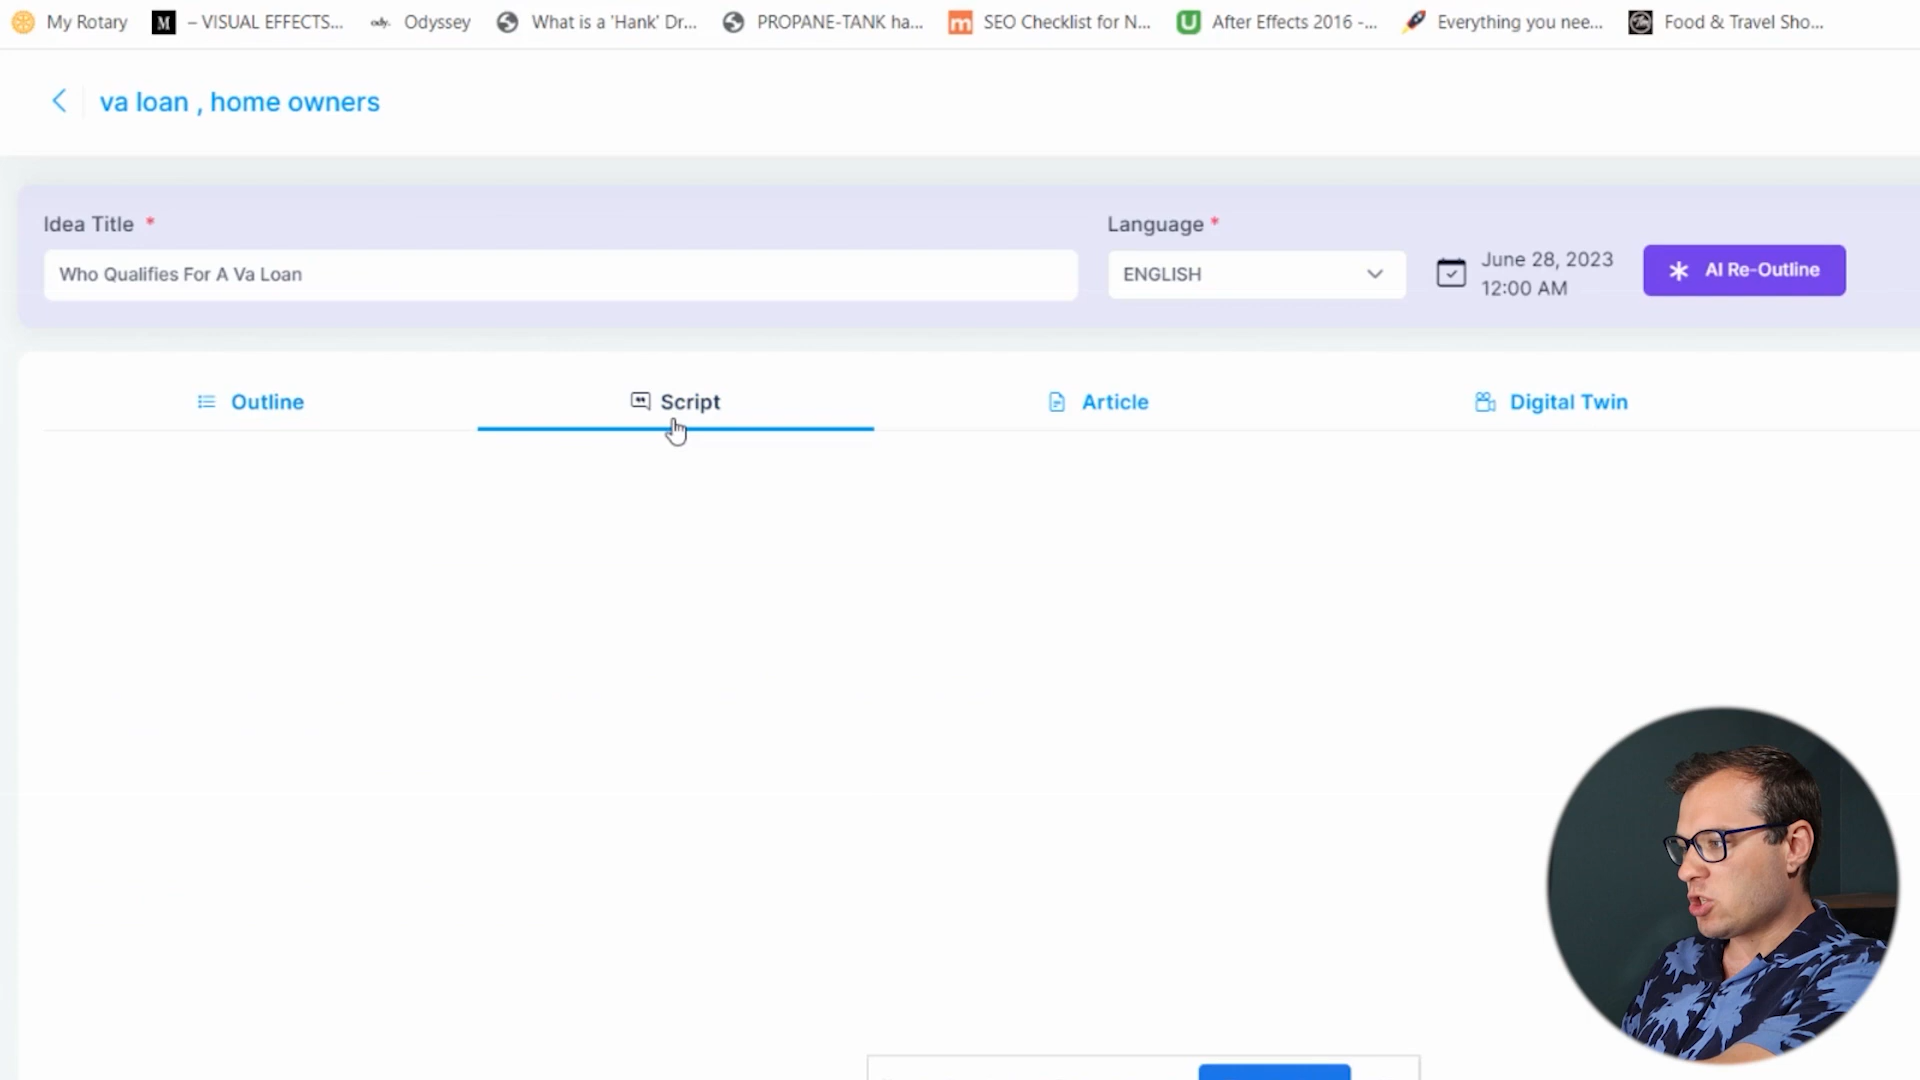 My Rotary M – VISUAL EFFECTS... ody. Odyssey What is a 'Hank' Dr... PROPANE-TANK ha... m SEO Checklist for N... U After Effects 2016 -... Everything you nee... Food & Travel Sho...
va loan , home owners
Idea Title * Language *
Who Qualifies For A Va Loan ENGLISH June 28, 2023 AI Re-Outline
12:00 AM
Outline Script Article Digital Twin